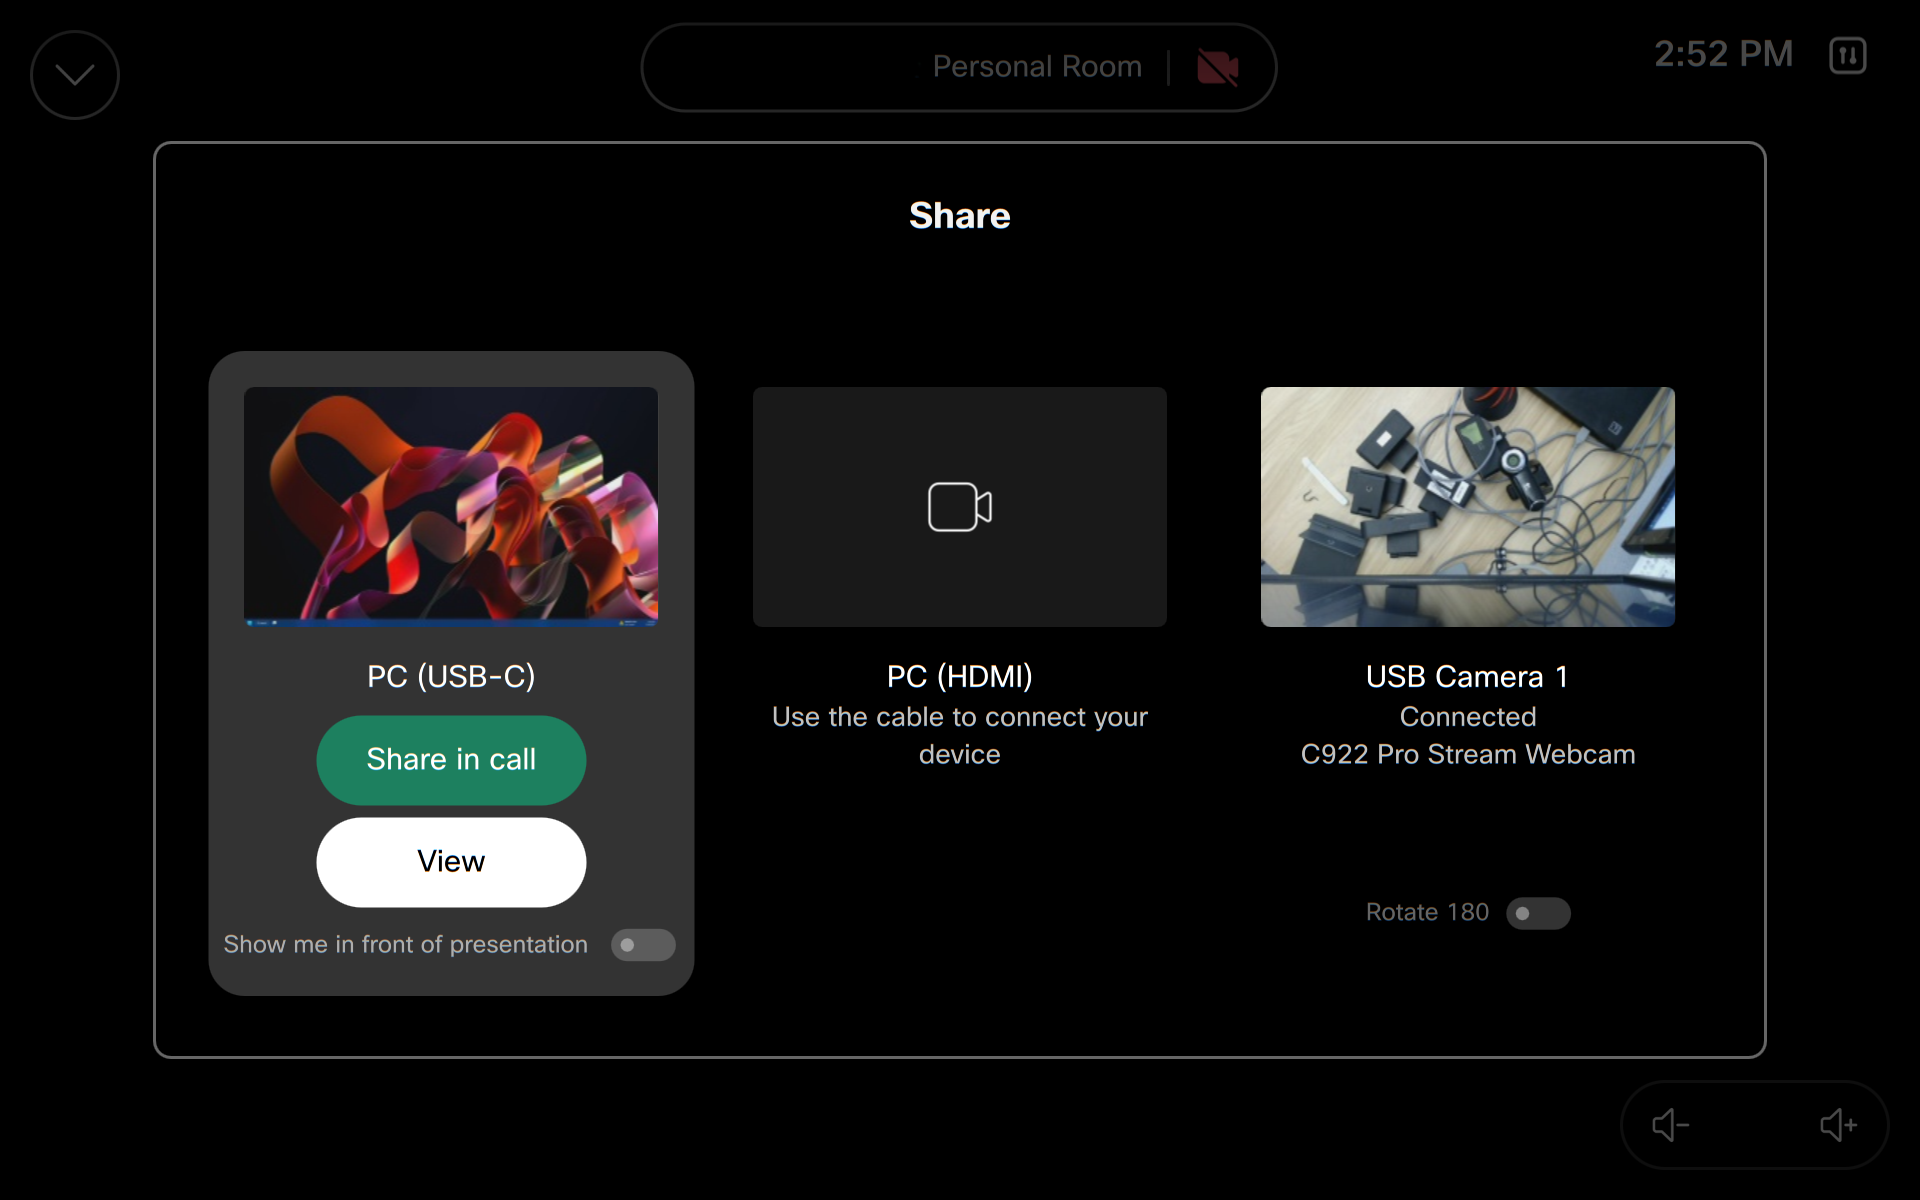 Personal Room
2:52 PM
Share
PC (USB-C)
Share in call
View
Show me in front of presentation
PC (HDMI)
Use the cable to connect your
device
USB Camera 1
Connected
C922 Pro Stream Webcam
Rotate 180